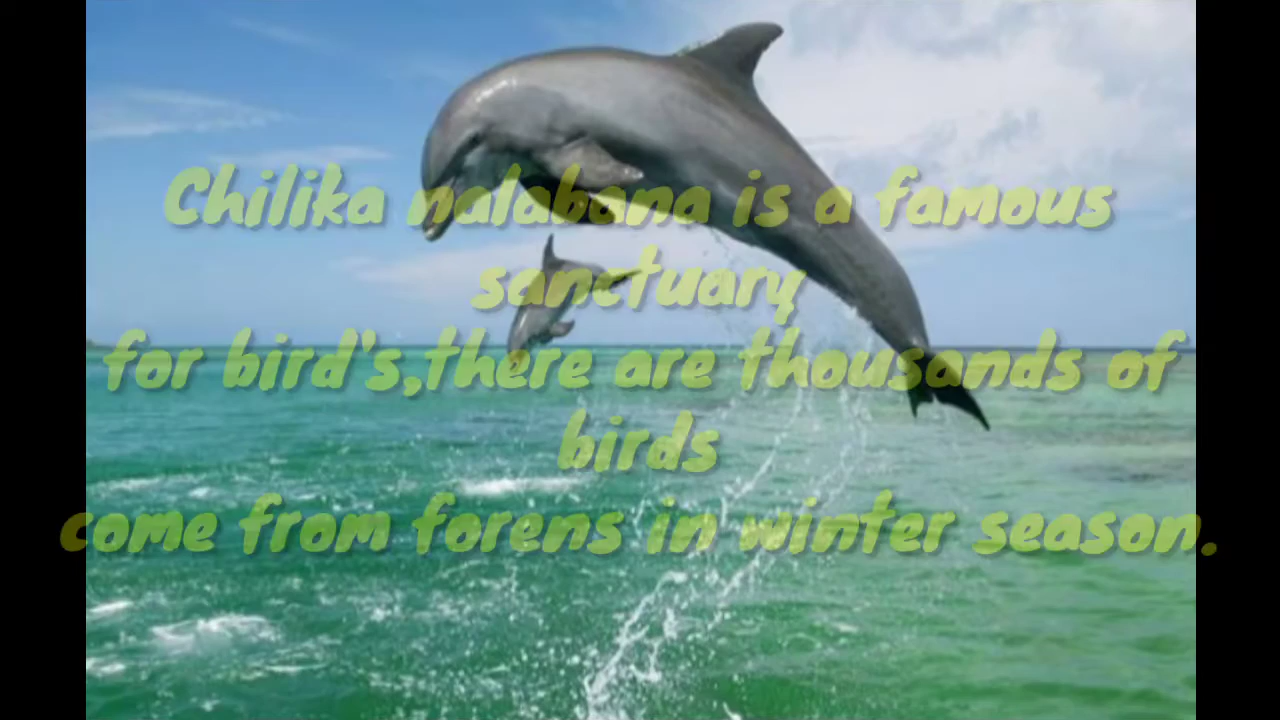 Chilika nalabana is a famous
sanctuary
for bird's,there are thousands of
birds
come from forens in winter season.